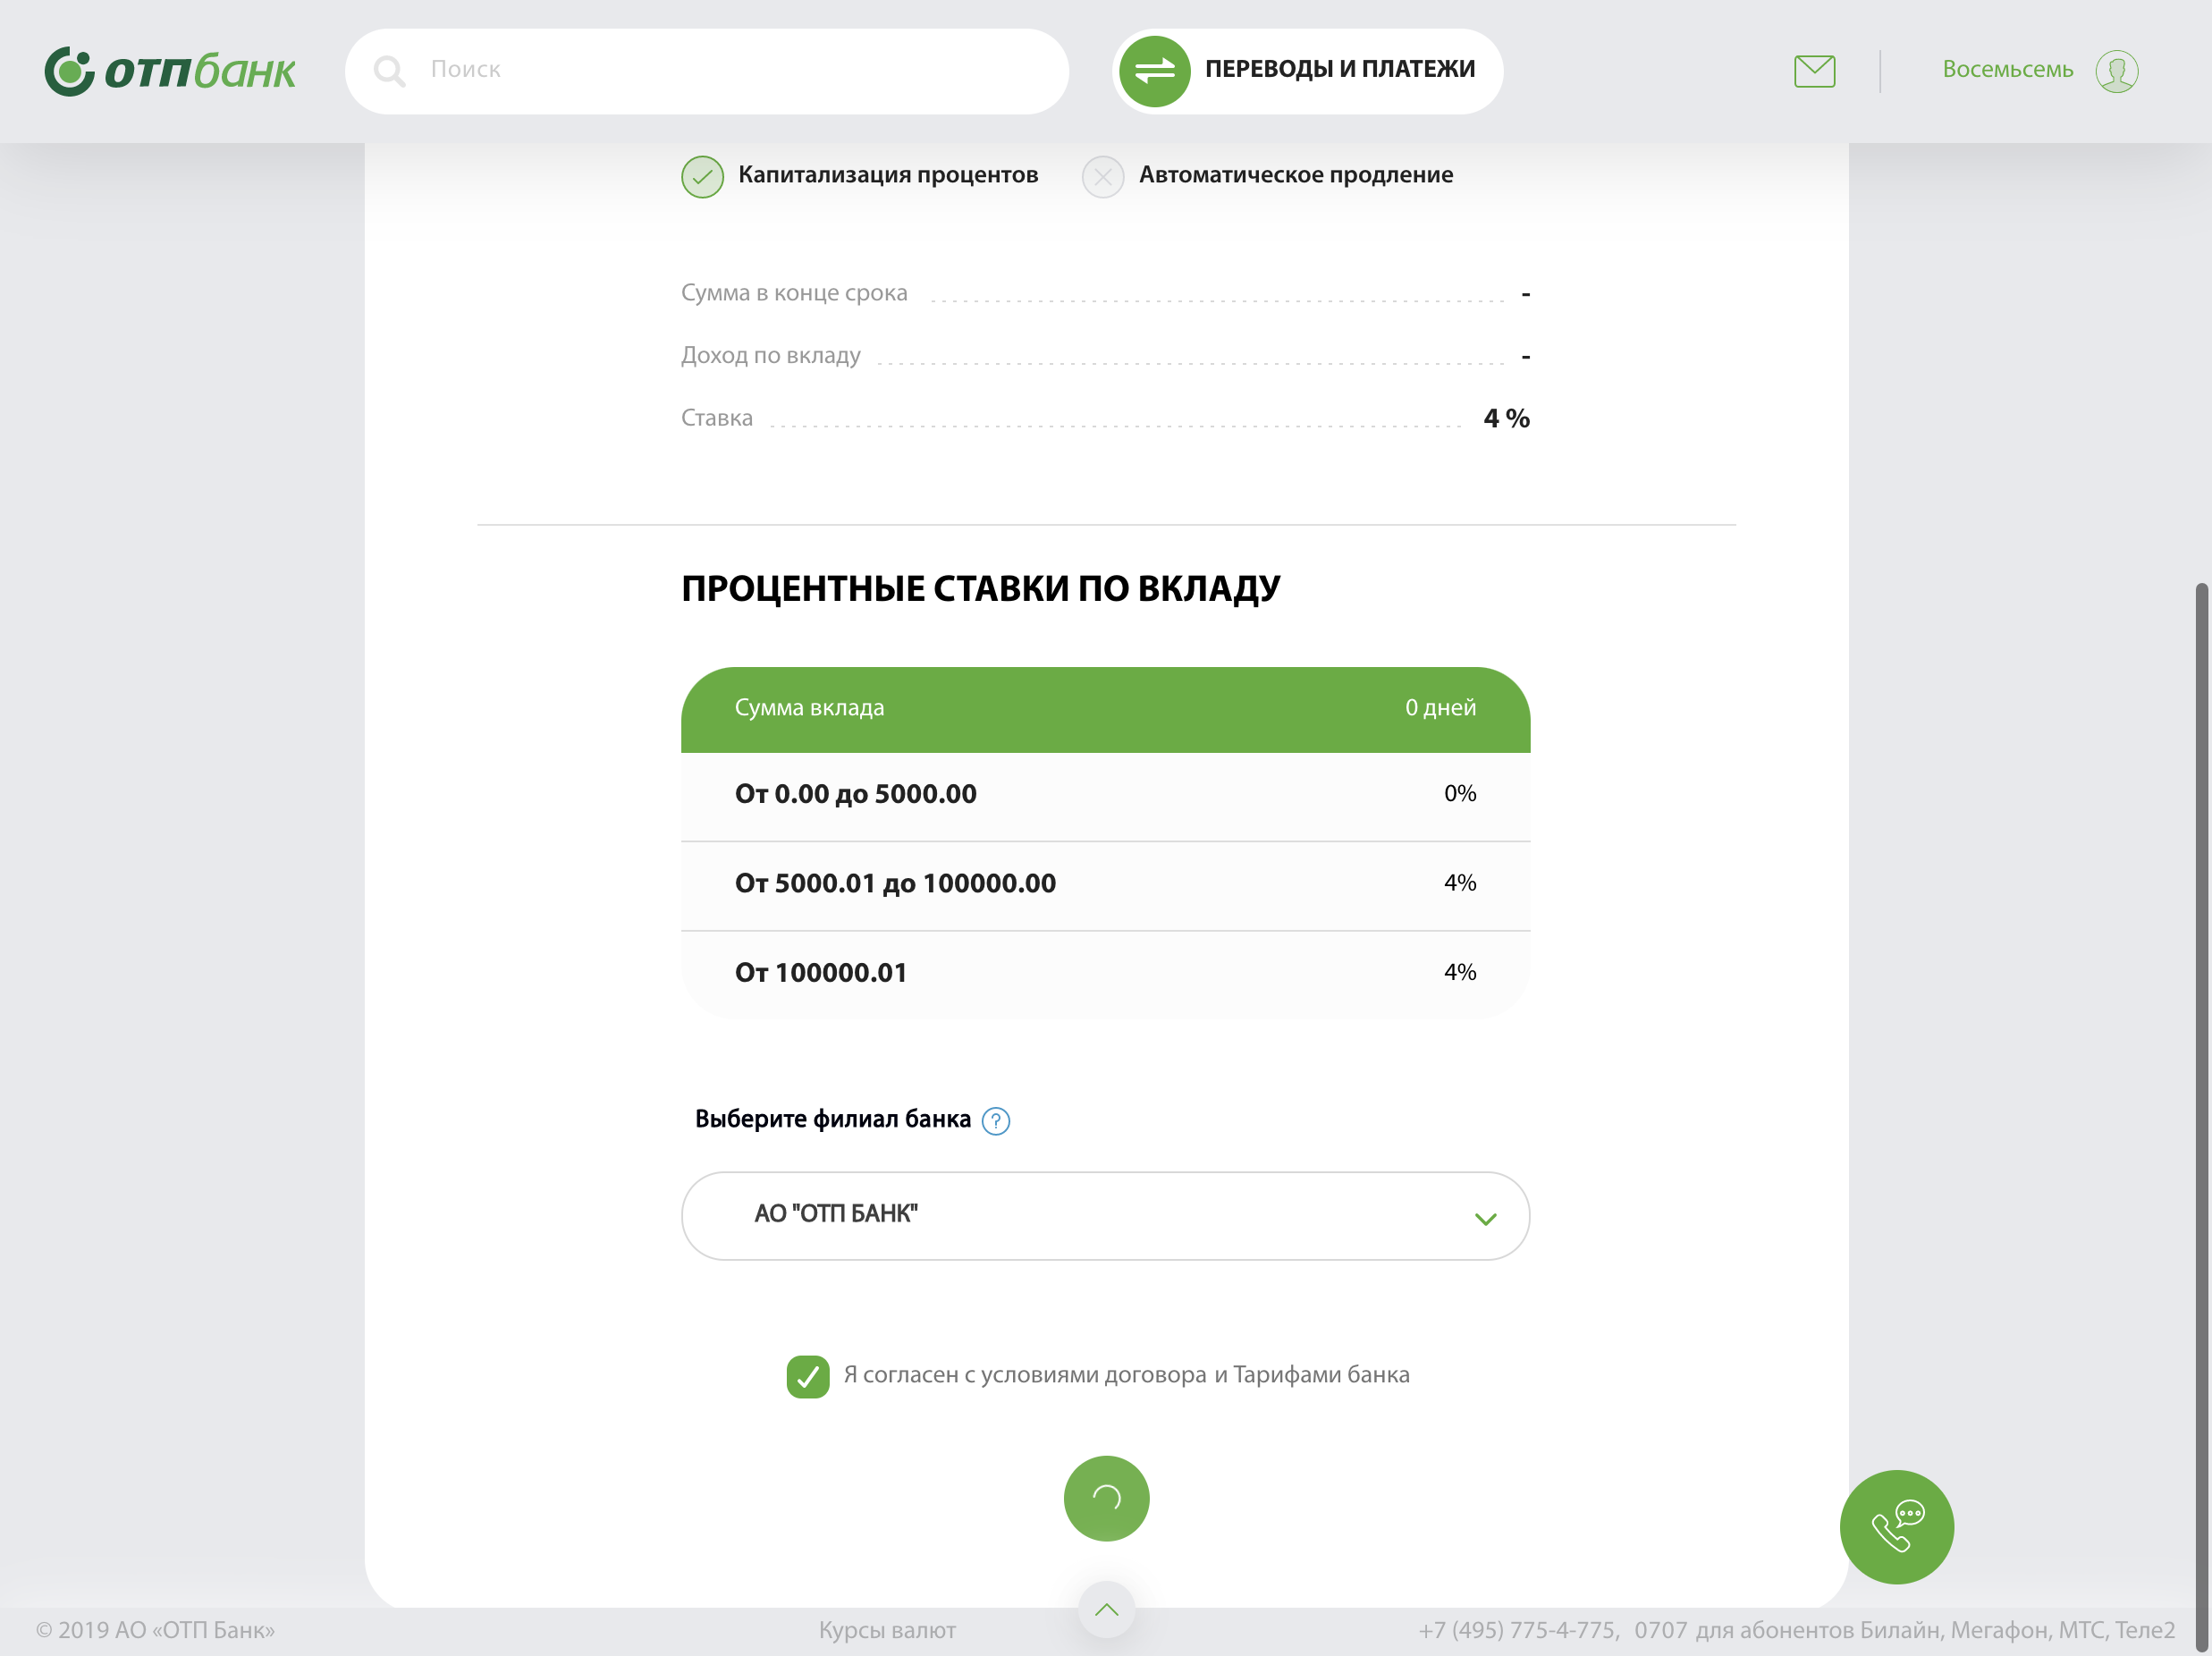 отпбанк
Поиск
ПЕРЕВОДЫ И ПЛАТЕЖИ
Восемьсемь
Капитализация процентов
Автоматическое продление
Сумма в конце срока -
Доход по вкладу -
Ставка 4 %
ПРОЦЕНТНЫЕ СТАВКИ ПО ВКЛАДУ
Сумма вклада 0 дней
От 0.00 до 5000.00 0%
От 5000.01 до 100000.00 4%
От 100000.01 4%
Выберите филиал банка ?
АО "ОТП БАНК"
Я согласен с условиями договора и Тарифами банка
© 2019 АО «ОТП Банк»
Курсы валют
+7 (495) 775-4-775, 0707 для абонентов Билайн, Мегафон, МТС, Теле2